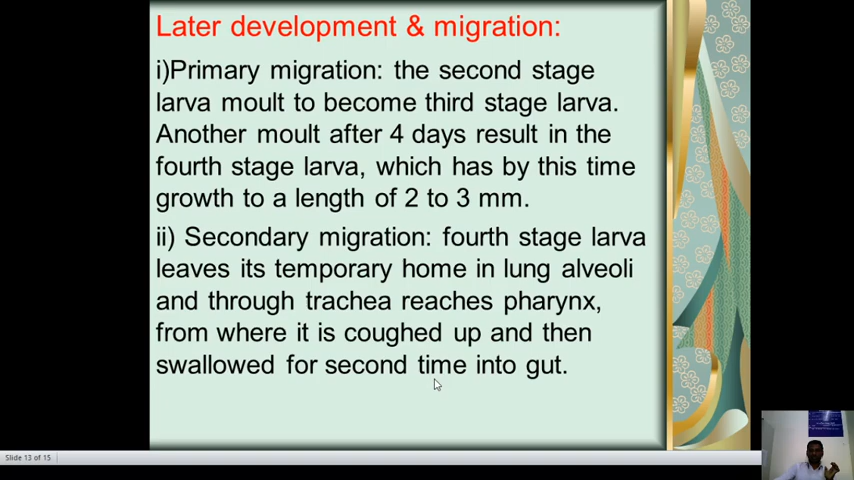 Later development & migration:
i)Primary migration: the second stage
larva moult to become third stage larva.
Another moult after 4 days result in the
fourth stage larva, which has by this time
growth to a length of 2 to 3 mm.
ii) Secondary migration: fourth stage larva
leaves its temporary home in lung alveoli
and through trachea reaches pharynx,
from where it is coughed up and then
swallowed for second time into gut.
Slide 13 of 15